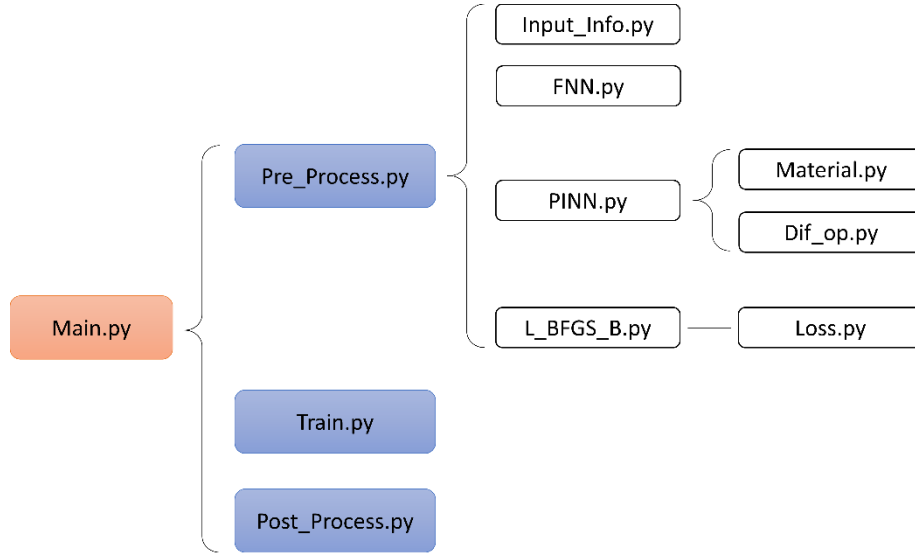 Main.py
Pre_Process.py
Train.py
Post_Process.py
Input_Info.py
FNN.py
PINN.py
L_BFGS_B.py
Material.py
Dif_op.py
Loss.py